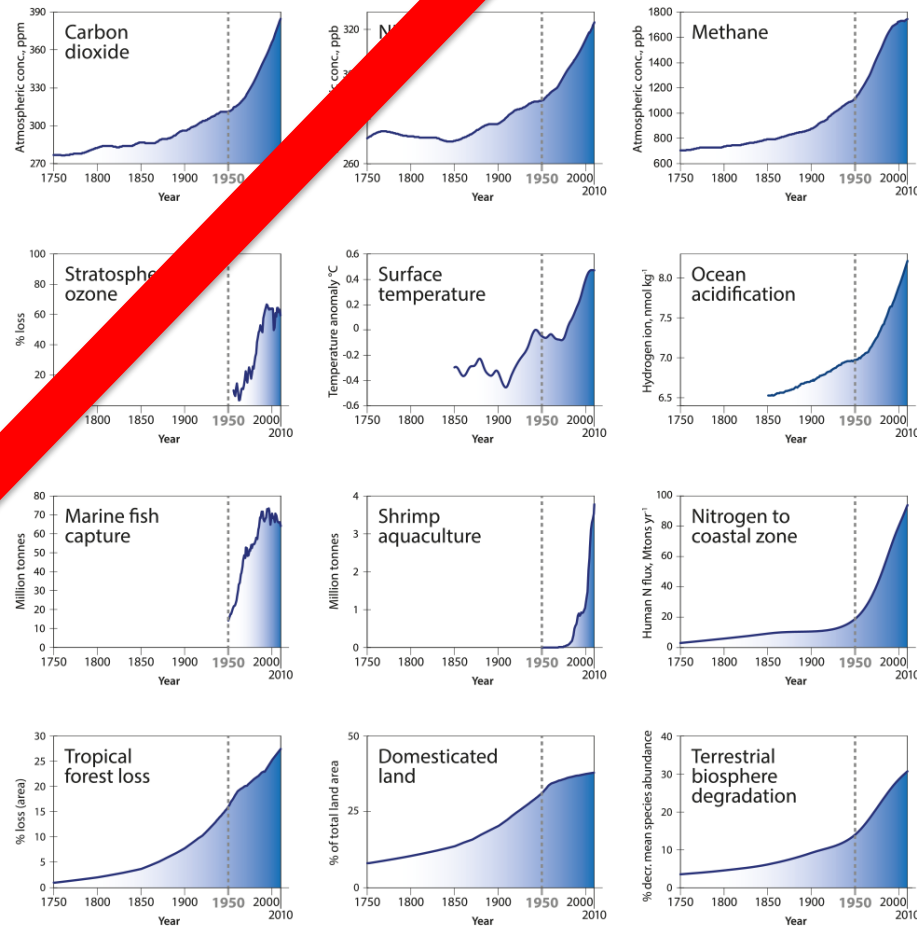 Carbon
dioxide
Atmospheric conc., ppm
390
360
330
300
270
1750 1800 1850 1900 1950
Year
320
260
1750 1800 1850 1900 1950 2000
2010
Year
conc., ppb
Methane
Atmospheric conc., ppb
1800
1600
1400
1200
1000
800
600
1750 1800 1850 1900 1950 2000
2010
Year
Stratosphe
ozone
% loss
100
80
60
40
20
1800 1850 1900 1950 2000
2010
Year
Surface
temperature
Temperature anomaly °C
0.6
0.4
0.2
0
-0.2
-0.4
-0.6
1750 1800 1850 1900 1950 2000
2010
Year
Ocean
acidification
Hydrogen ion, nmol kg⁻¹
8.0
7.5
7.0
6.5
1750 1800 1850 1900 1950 2000
2010
Year
Marine fish
capture
Million tonnes
80
70
60
50
40
30
20
10
0
1750 1800 1850 1900 1950 2000
2010
Year
Shrimp
aquaculture
Million tonnes
4
3
2
1
0
1750 1800 1850 1900 1950 2000
2010
Year
Nitrogen to
coastal zone
Human N flux, Mtons yr⁻¹
100
80
60
40
20
0
1750 1800 1850 1900 1950 2000
2010
Year
Tropical
forest loss
% loss (area)
30
25
20
15
10
5
0
1750 1800 1850 1900 1950 2000
2010
Year
Domesticated
land
% of total land area
50
25
0
1750 1800 1850 1900 1950 2000
2010
Year
Terrestrial
biosphere
degradation
% decr. mean species abundance
40
30
20
10
0
1750 1800 1850 1900 1950 2000
2010
Year